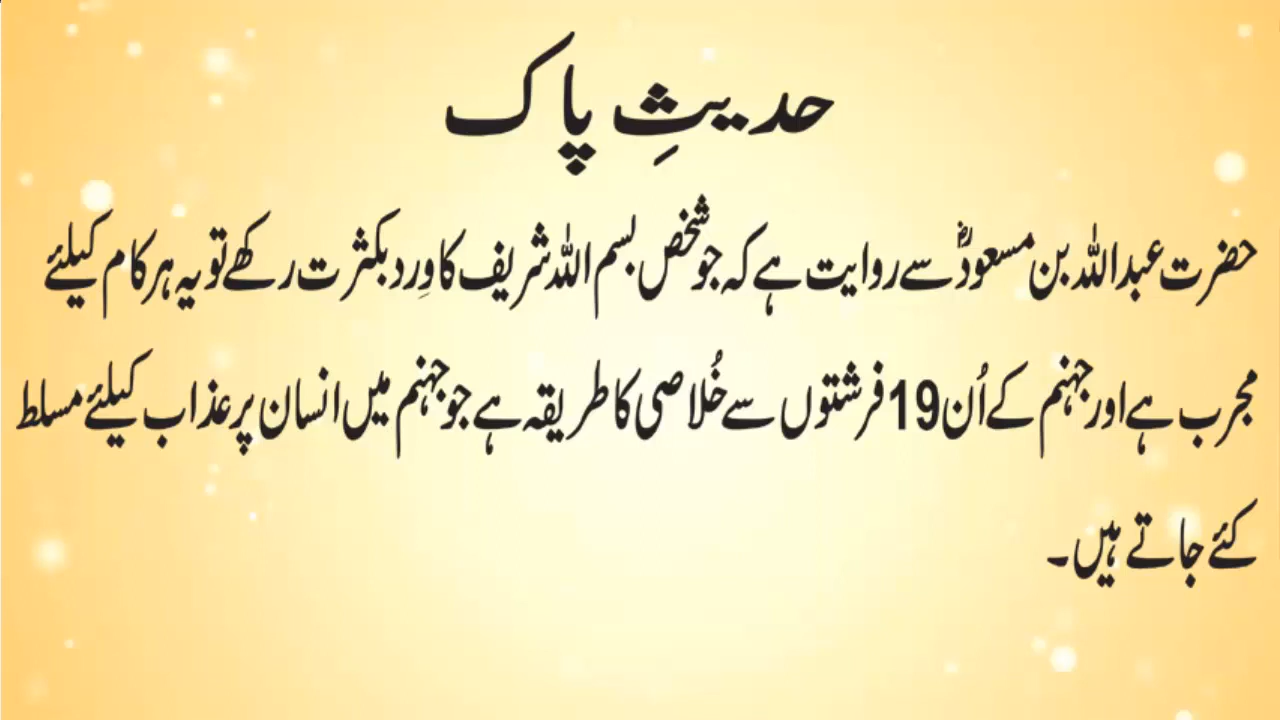 حدیثِ پاک
حضرت عبداللہ بن مسعودؓ سے روایت ہے کہ جو شخص بسم اللہ شریف کا وِرد بکثرت رکھے تو یہ ہر کام کیلئے
مجرب ہے اور جہنم کے اُن 19 فرشتوں سے خُلاصی کا طریقہ ہے جو جہنم میں انسان پر عذاب کیلئے مسلط
کئے جاتے ہیں۔